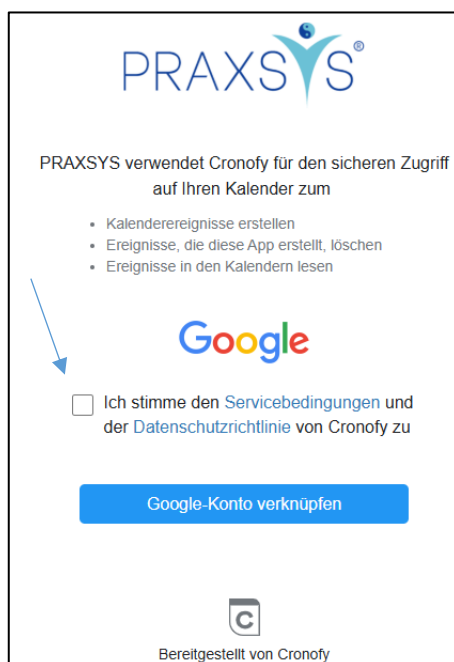 PRAXSYS®
PRAXSYS verwendet Cronofy für den sicheren Zugriff
auf Ihren Kalender zum
• Kalenderereignisse erstellen
• Ereignisse, die diese App erstellt, löschen
• Ereignisse in den Kalendern lesen
Google
Ich stimme den Servicebedingungen und
der Datenschutzrichtlinie von Cronofy zu
Google-Konto verknüpfen
C
Bereitgestellt von Cronofy